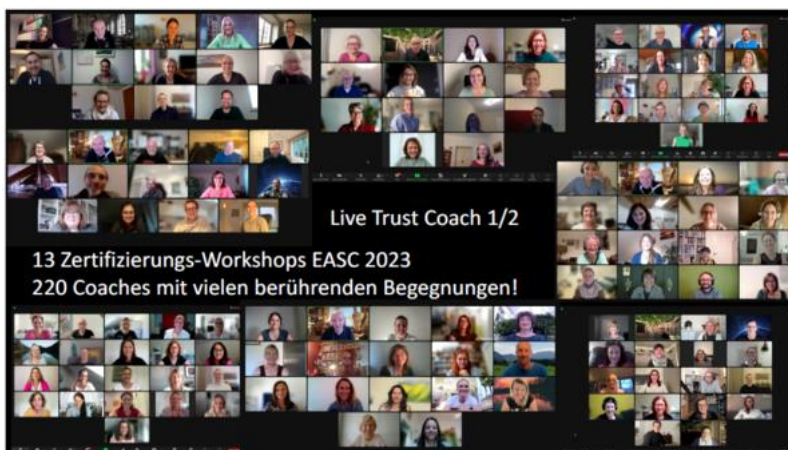 Live Trust Coach 1/2
13 Zertifizierungs-Workshops EASC 2023
220 Coaches mit vielen berührenden Begegnungen!